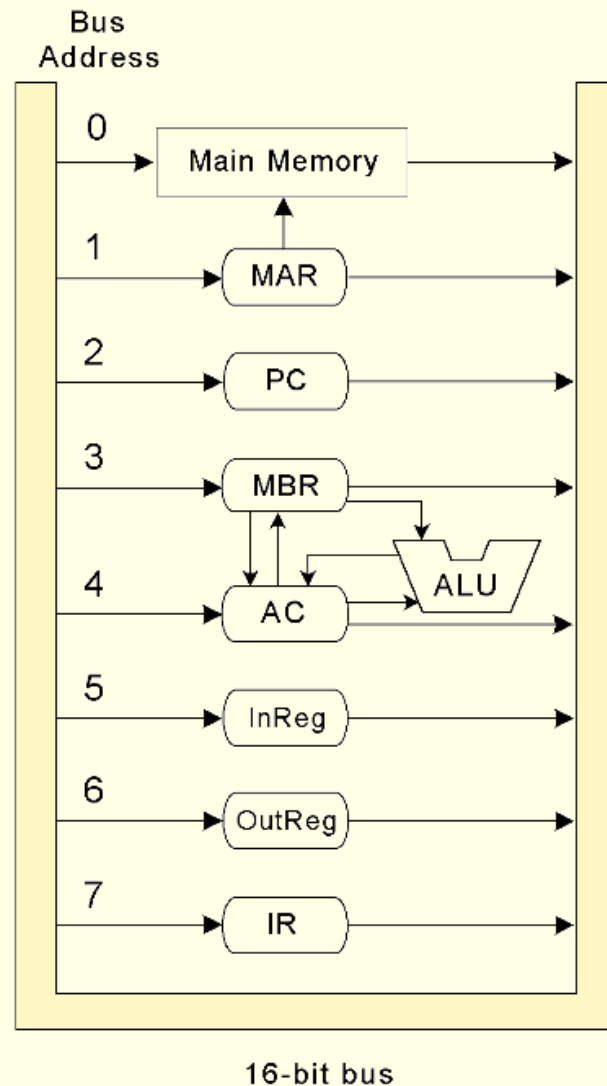 Bus
Address
0
Main Memory
1
MAR
2
PC
3
MBR
ALU
4
AC
5
InReg
6
OutReg
7
IR
16-bit bus